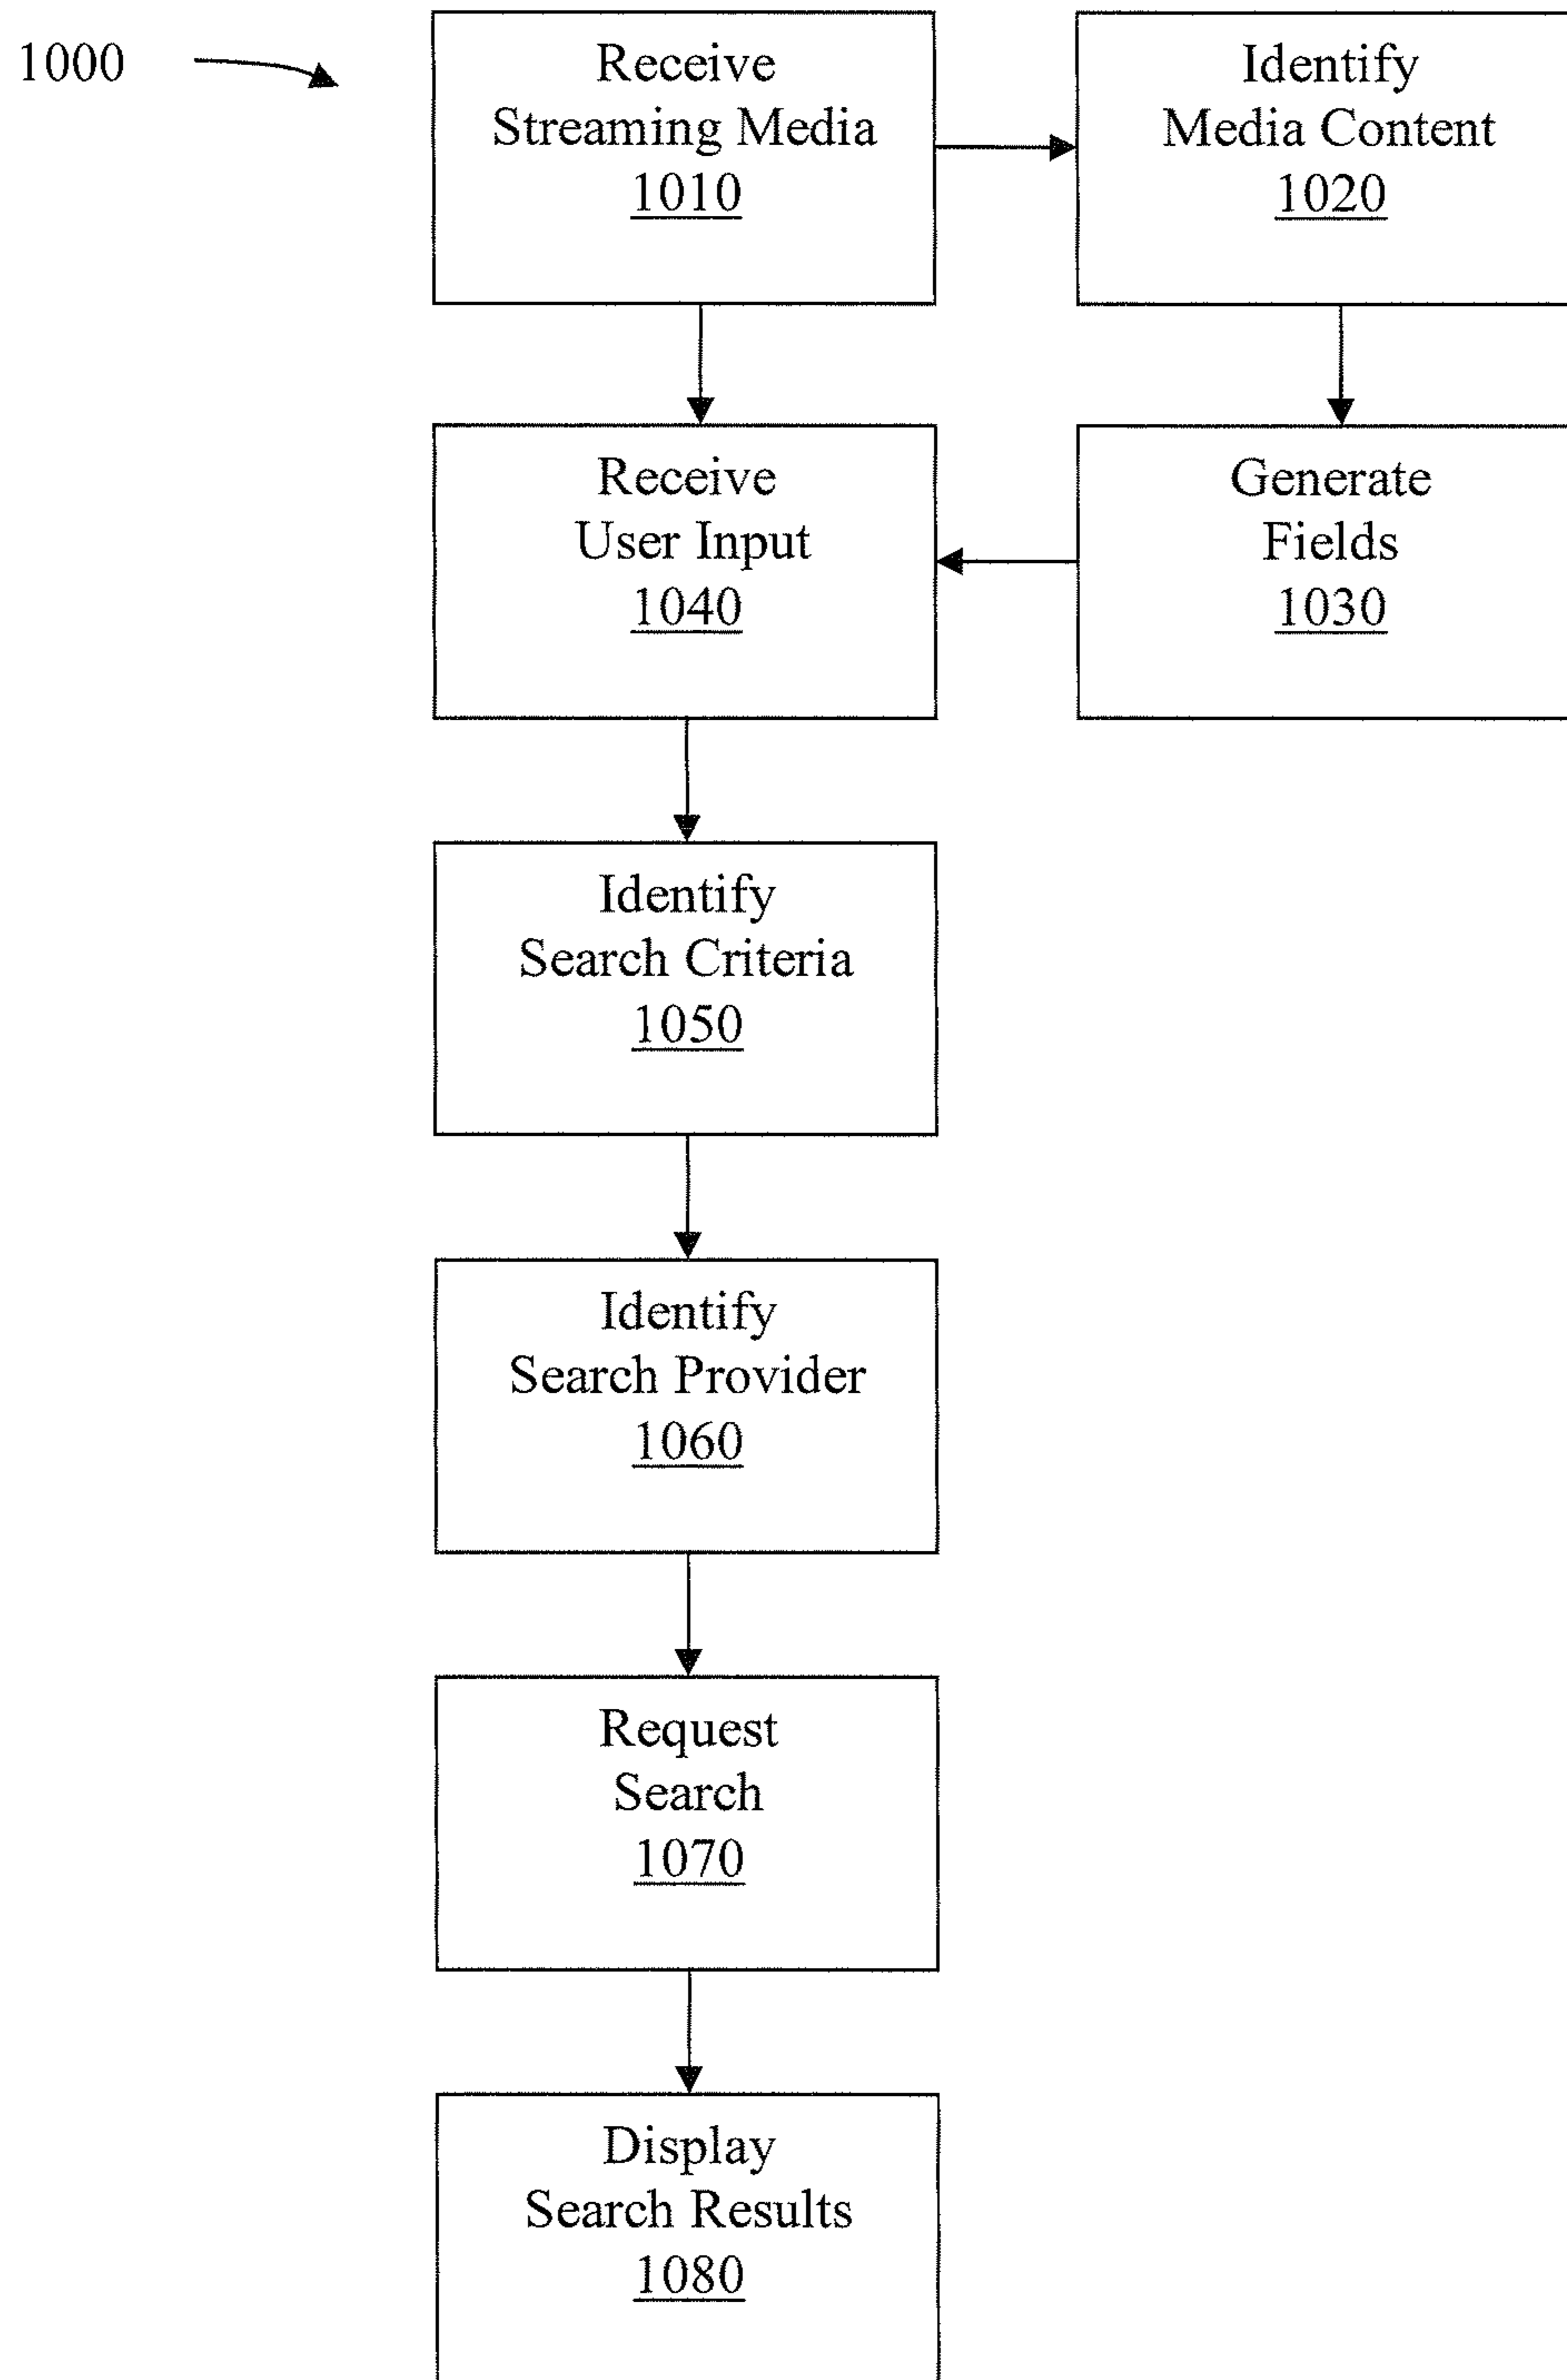 1000
Receive
Streaming Media
1010
Identify
Media Content
1020
Receive
User Input
1040
Generate
Fields
1030
Identify
Search Criteria
1050
Identify
Search Provider
1060
Request
Search
1070
Display
Search Results
1080